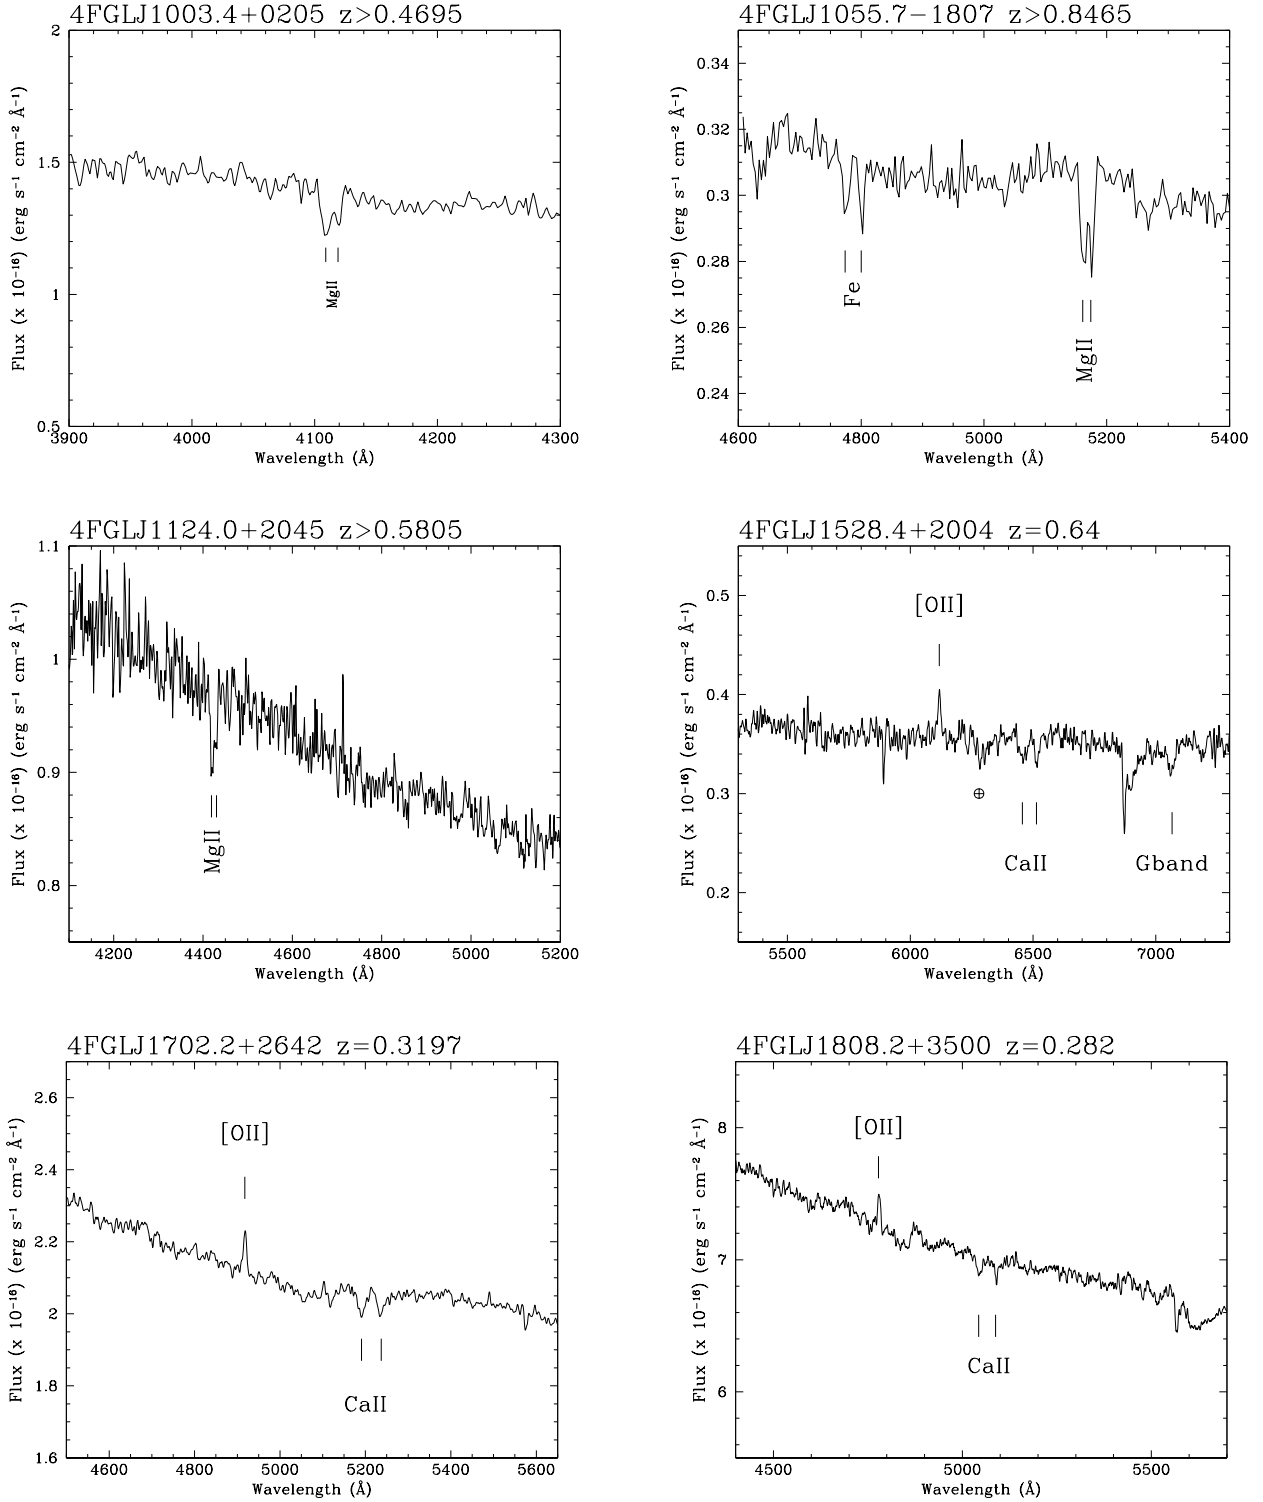 4FGLJ1003.4+0205 z>0.4695
2
1.5
1
0.5
Flux (x 10⁻¹⁶) (erg s⁻¹ cm⁻² Å⁻¹)
MgII
3900 4000 4100 4200 4300
Wavelength (Å)
4FGLJ1055.7−1807 z>0.8465
0.34
0.32
0.3
0.28
0.26
0.24
Flux (x 10⁻¹⁶) (erg s⁻¹ cm⁻² Å⁻¹)
Fe
MgII
4600 4800 5000 5200 5400
Wavelength (Å)
4FGLJ1124.0+2045 z>0.5805
1.1
1
0.9
0.8
Flux (x 10⁻¹⁶) (erg s⁻¹ cm⁻² Å⁻¹)
MgII
4200 4400 4600 4800 5000 5200
Wavelength (Å)
4FGLJ1528.4+2004 z=0.64
0.5
0.4
0.3
0.2
Flux (x 10⁻¹⁶) (erg s⁻¹ cm⁻² Å⁻¹)
[OII]
⊕
CaII
Gband
5500 6000 6500 7000
Wavelength (Å)
4FGLJ1702.2+2642 z=0.3197
2.6
2.4
2.2
2
1.8
1.6
Flux (x 10⁻¹⁶) (erg s⁻¹ cm⁻² Å⁻¹)
[OII]
CaII
4600 4800 5000 5200 5400 5600
Wavelength (Å)
4FGLJ1808.2+3500 z=0.282
8
7
6
Flux (x 10⁻¹⁶) (erg s⁻¹ cm⁻² Å⁻¹)
[OII]
CaII
4500 5000 5500
Wavelength (Å)